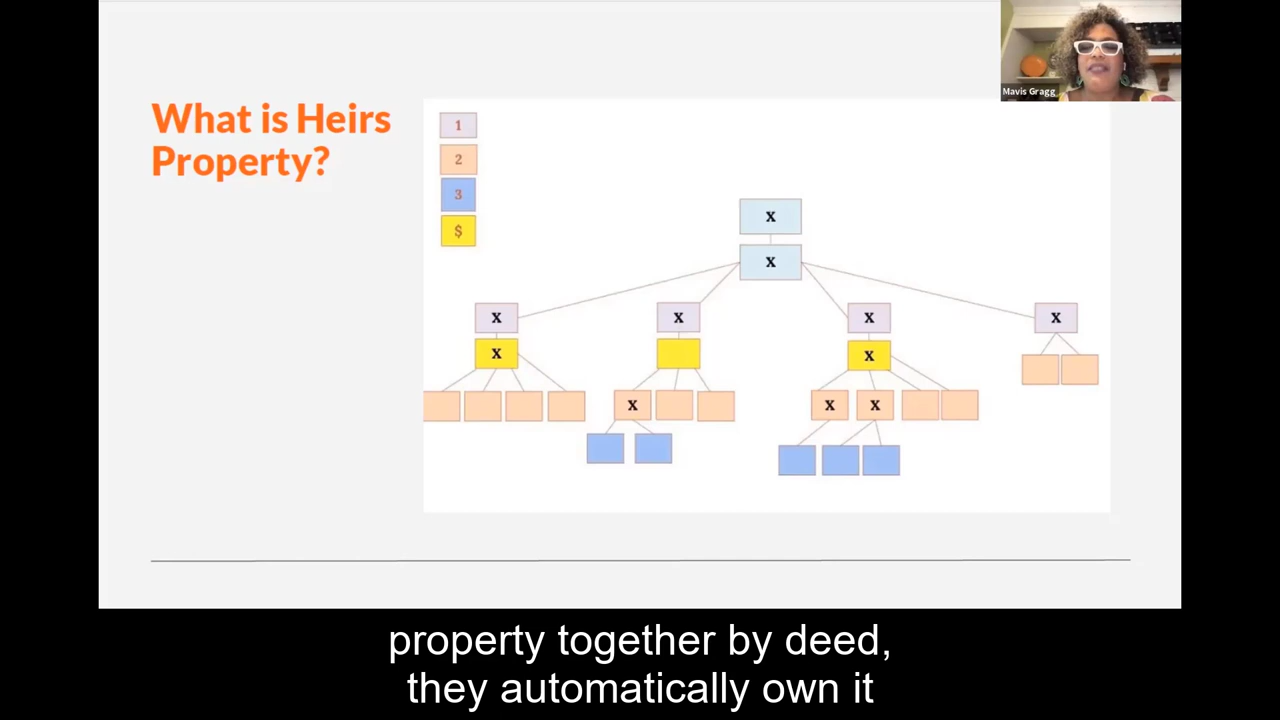 Mavis Gragg
What is Heirs
Property?
1
2
3
$
X
X
X
X
X
X
X
X
X
X
X
property together by deed,
they automatically own it